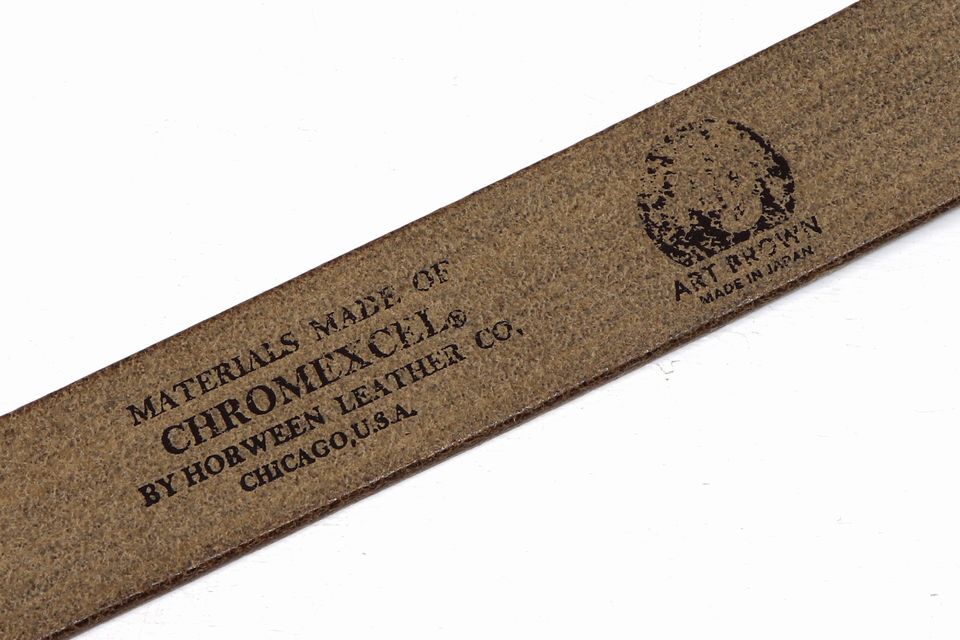 MATERIALS MADE OF
CHROMEXCEL®
BY HORWEEN LEATHER CO.
CHICAGO,U.S.A.
ART BROWN
MADE IN JAPAN